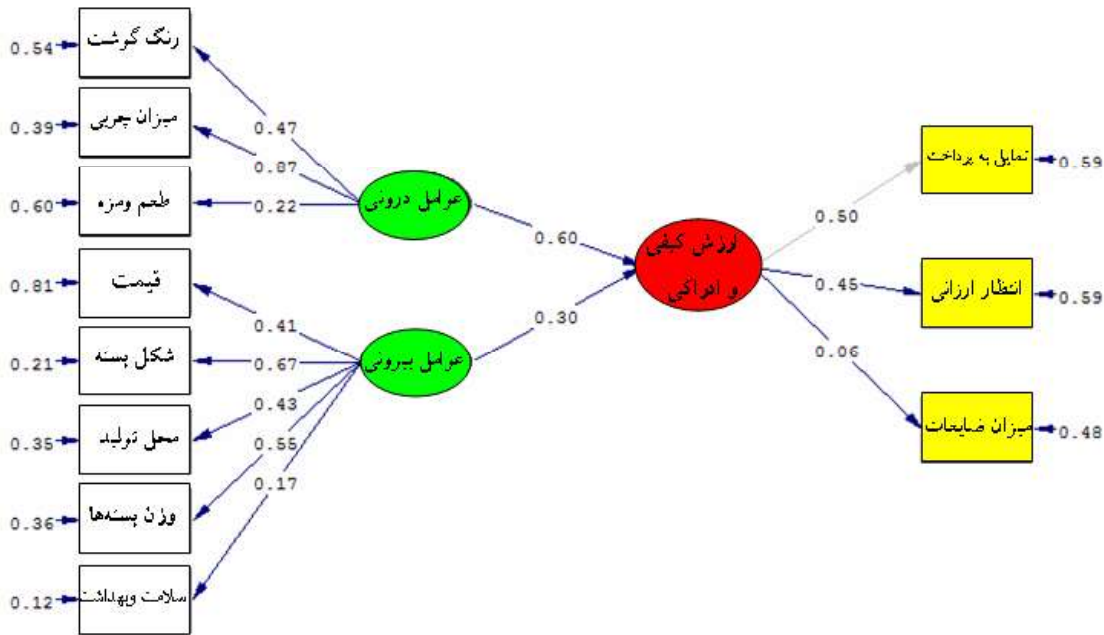 0.54
رنگ گوشت
0.47
0.39
میزان چربی
0.87
0.60
طعم ومزه
0.22
عوامل درونی
0.60
0.81
قیمت
0.41
0.21
شکل بسته
0.67
عوامل بیرونی
0.30
0.35
محل تولید
0.43
0.36
وزن بسته‌ها
0.55
0.12
سلامت وبهداشت
0.17
ارزش کیفی
و ادراکی
0.50
تمایل به پرداخت
0.59
0.45
انتظار ارزانی
0.59
0.06
میزان ضایعات
0.48